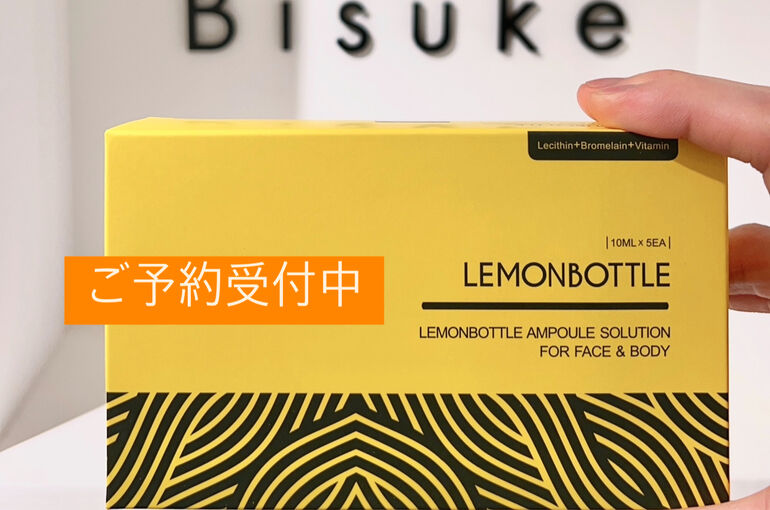 Bisuke
Lecithin+Bromelain+Vitamin
|10ML x 5EA|
LEMONBOTTLE
ご予約受付中
LEMONBOTTLE AMPOULE SOLUTION
FOR FACE & BODY